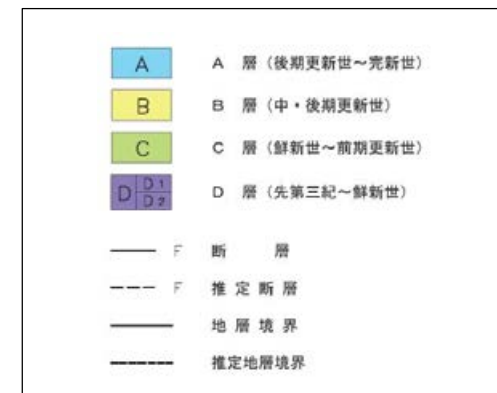 A A 層（後期更新世～完新世）
B B 層（中・後期更新世）
C C 層（鮮新世～前期更新世）
D D1 D2 D 層（先第三紀～鮮新世）
F 断 層
F 推定断層
地層境界
推定地層境界